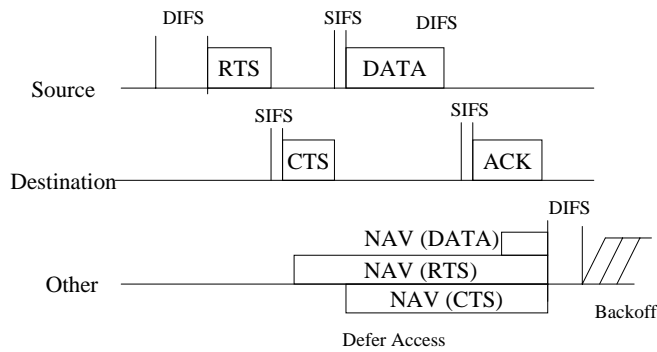 DIFS
SIFS
DIFS
RTS
DATA
Source
SIFS
SIFS
CTS
ACK
Destination
DIFS
NAV (DATA)
NAV (RTS)
Other
NAV (CTS)
Backoff
Defer Access